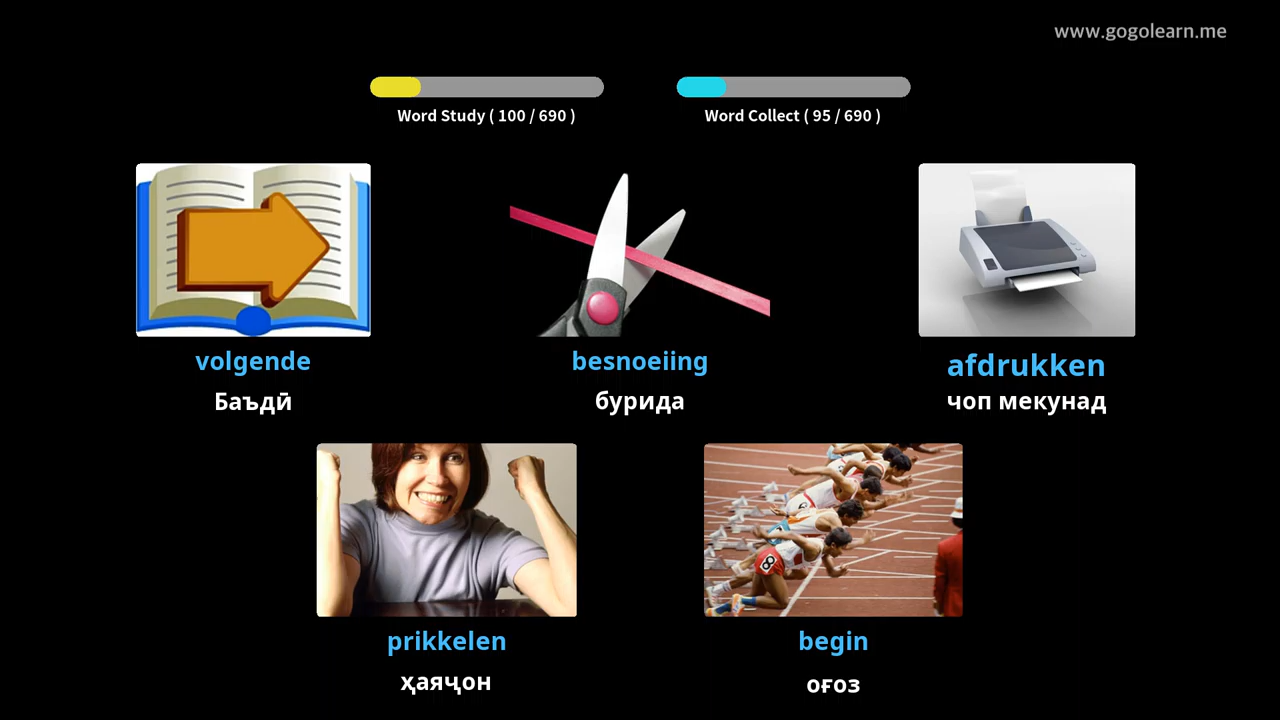 www.gogolearn.me
Word Study ( 100 / 690 )
Word Collect ( 95 / 690 )
volgende
Баъдӣ
besnoeiing
бурида
afdrukken
чоп мекунад
prikkelen
ҳаяҷон
begin
оғоз